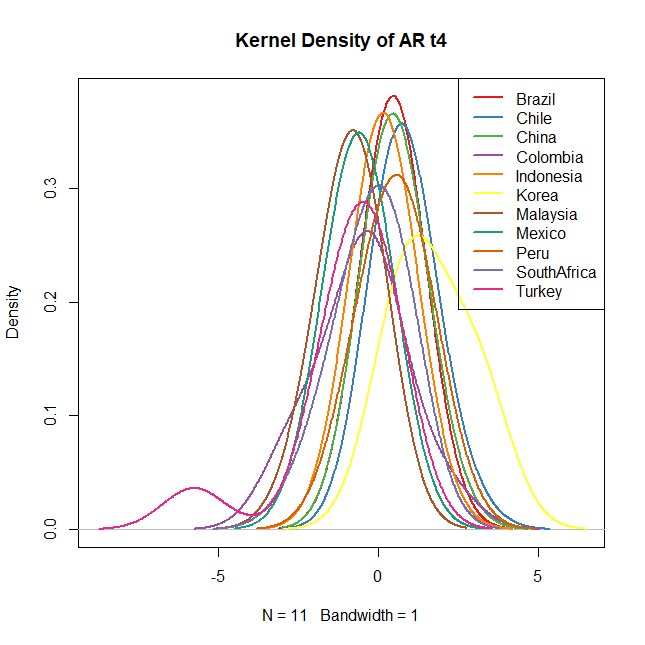 Kernel Density of AR t4
Brazil
Chile
China
Colombia
Indonesia
Korea
Malaysia
Mexico
Peru
SouthAfrica
Turkey
Density
0.3
0.2
0.1
0.0
-5 0 5
N = 11 Bandwidth = 1